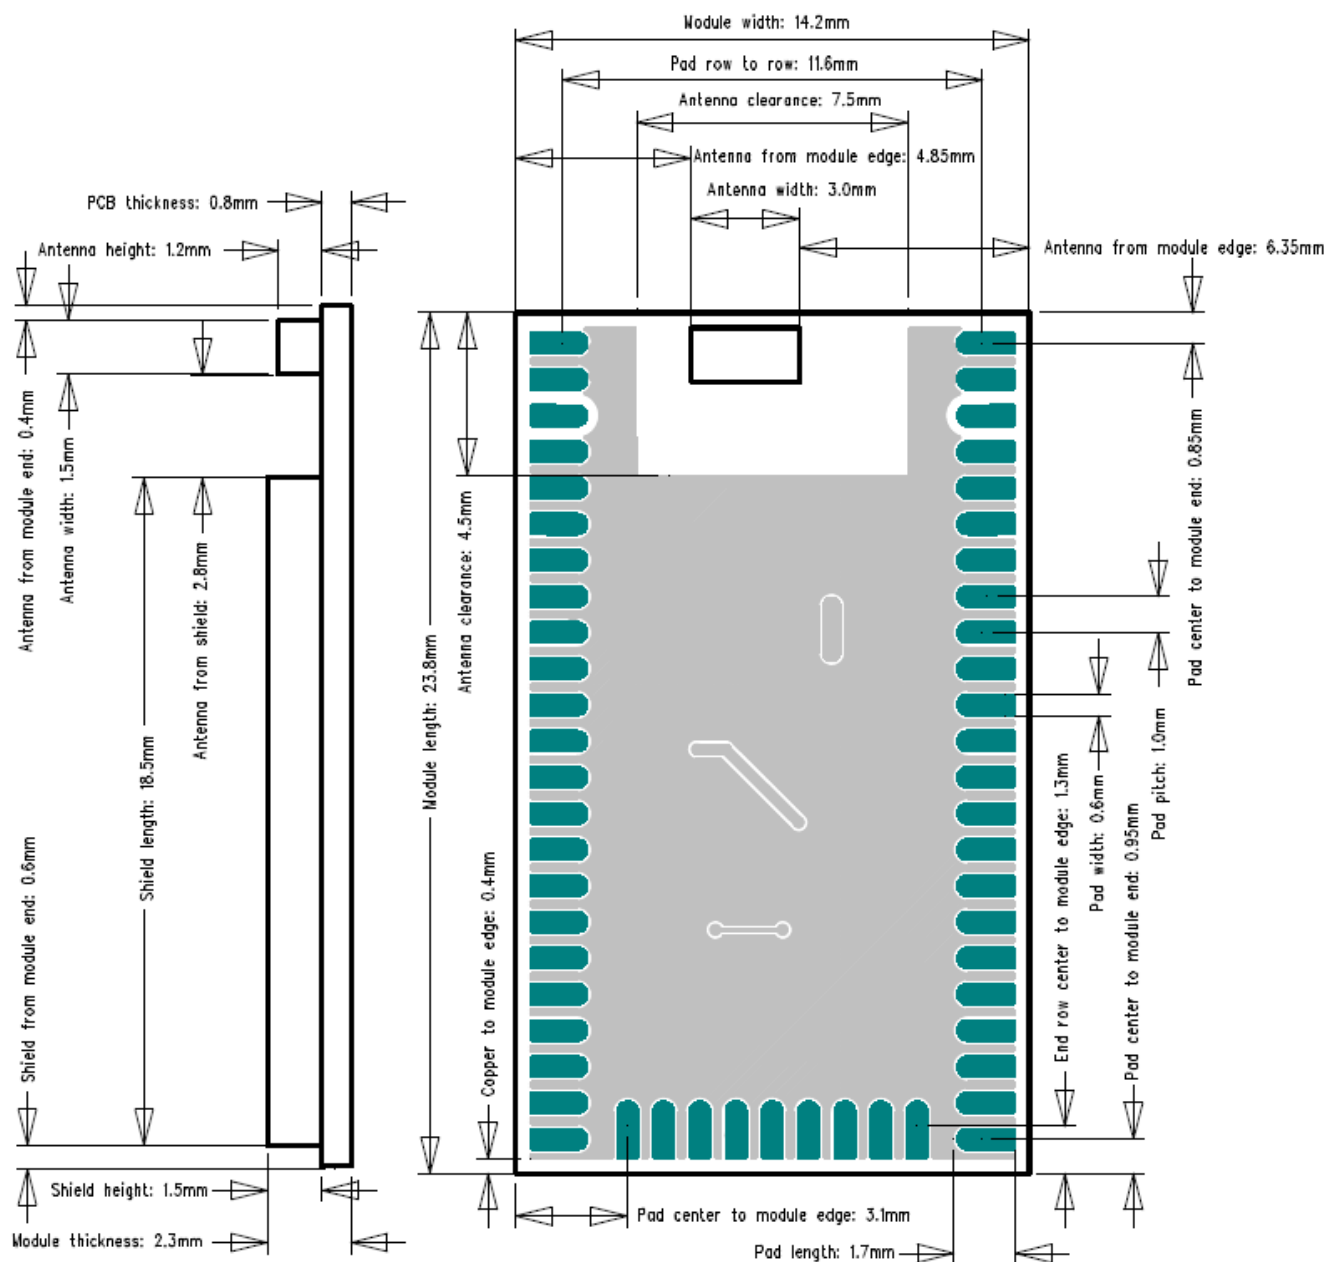 Module width: 14.2mm
Pad row to row: 11.6mm
Antenna clearance: 7.5mm
Antenna from module edge: 4.85mm
Antenna width: 3.0mm
PCB thickness: 0.8mm
Antenna height: 1.2mm
Antenna from module edge: 6.35mm
Antenna from module end: 0.4mm
Antenna width: 1.5mm
Antenna from shield: 2.8mm
Shield length: 18.5mm
Shield from module end: 0.6mm
Module length: 23.8mm
Antenna clearance: 4.5mm
Copper to module edge: 0.4mm
Pad center to module end: 0.85mm
Pad pitch: 1.0mm
Pad width: 0.6mm
End row center to module edge: 1.3mm
Pad center to module end: 0.95mm
Shield height: 1.5mm
Module thickness: 2.3mm
Pad center to module edge: 3.1mm
Pad length: 1.7mm